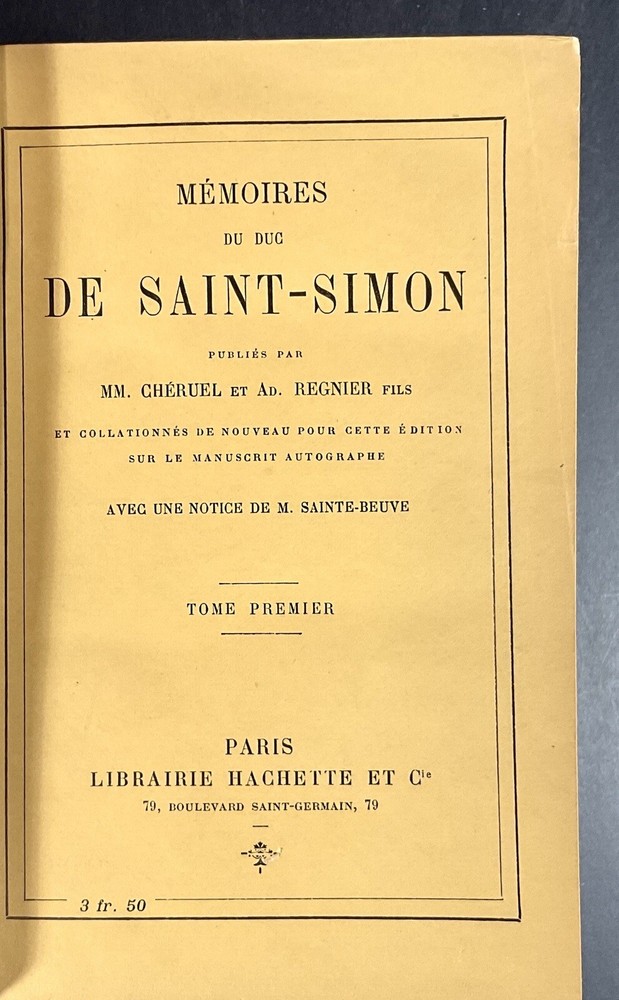 MÉMOIRES
DU DUC
DE SAINT-SIMON
PUBLIÉS PAR
MM. CHÉRUEL ET AD. REGNIER FILS
ET COLLATIONNÉS DE NOUVEAU POUR CETTE ÉDITION
SUR LE MANUSCRIT AUTOGRAPHE
AVEC UNE NOTICE DE M. SAINTE-BEUVE
TOME PREMIER
PARIS
LIBRAIRIE HACHETTE ET Cie
79, BOULEVARD SAINT-GERMAIN, 79
3 fr. 50